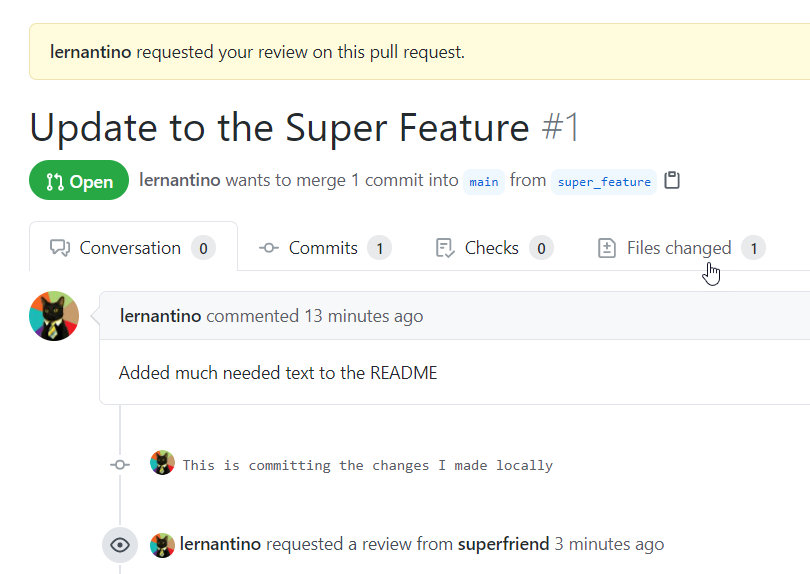 lernantino requested your review on this pull request.
Update to the Super Feature #1
Open lernantino wants to merge 1 commit into main from super_feature
Conversation 0 Commits 1 Checks 0 Files changed 1
lernantino commented 13 minutes ago
Added much needed text to the README
This is committing the changes I made locally
lernantino requested a review from superfriend 3 minutes ago